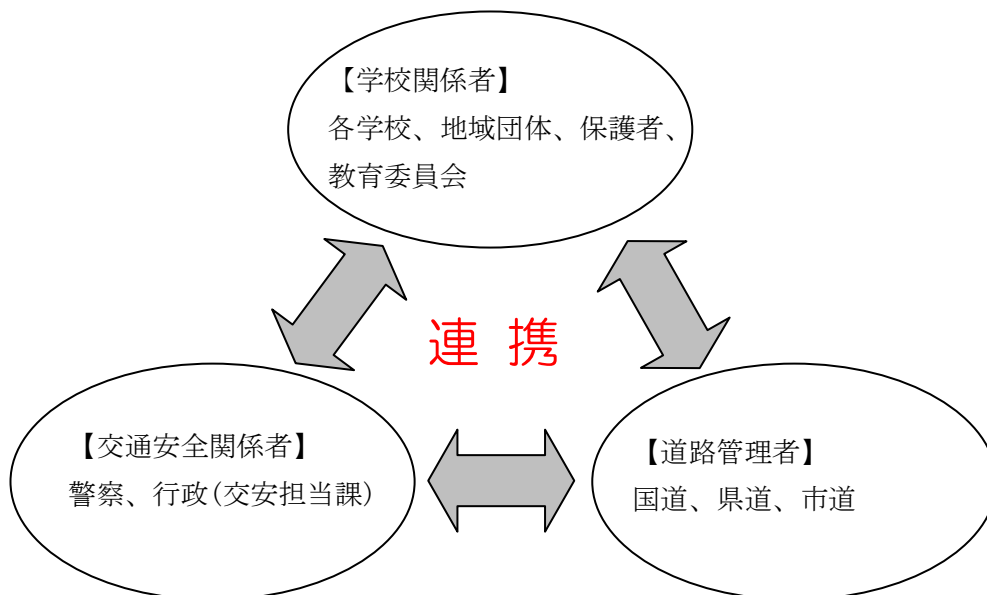 【学校関係者】
各学校、地域団体、保護者、
教育委員会
連携
【交通安全関係者】
警察、行政(交安担当課)
【道路管理者】
国道、県道、市道